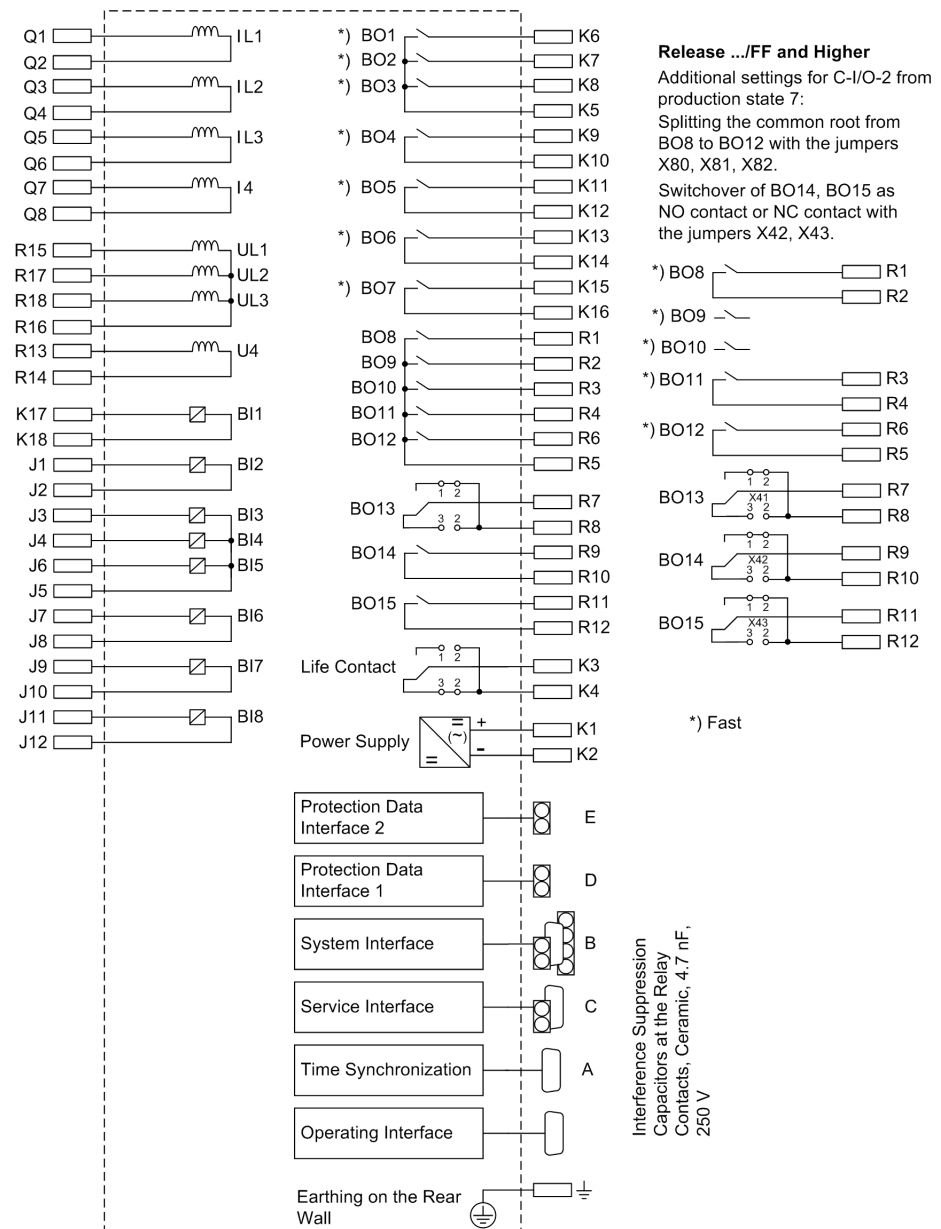 Q1 IL1
Q2
Q3 IL2
Q4
Q5 IL3
Q6
Q7 I4
Q8
R15 UL1
R17 UL2
R18 UL3
R16
R13 U4
R14
K17 BI1
K18
J1 BI2
J2
J3 BI3
J4 BI4
J6 BI5
J5
J7 BI6
J8
J9 BI7
J10
J11 BI8
J12
*) BO1 K6
*) BO2 K7
*) BO3 K8
K5
*) BO4 K9
K10
*) BO5 K11
K12
*) BO6 K13
K14
*) BO7 K15
K16
BO8 R1
BO9 R2
BO10 R3
BO11 R4
BO12 R6
R5
1 2
BO13 R7
3 2
R8
BO14 R9
R10
BO15 R11
R12
1 2
Life Contact K3
3 2
K4
Power Supply = (~) = + K1
- K2
Protection Data
Interface 2
E
Protection Data
Interface 1
D
System Interface B
Service Interface C
Time Synchronization A
Operating Interface
Earthing on the Rear
Wall
Release .../FF and Higher
Additional settings for C-I/O-2 from
production state 7:
Splitting the common root from
BO8 to BO12 with the jumpers
X80, X81, X82.
Switchover of BO14, BO15 as
NO contact or NC contact with
the jumpers X42, X43.
*) BO8 R1
R2
*) BO9
*) BO10
*) BO11 R3
R4
*) BO12 R6
R5
1 2
BO13 X41 R7
3 2
R8
1 2
BO14 X42 R9
3 2
R10
1 2
BO15 X43 R11
3 2
R12
*) Fast
Interference Suppression
Capacitors at the Relay
Contacts, Ceramic, 4.7 nF,
250 V